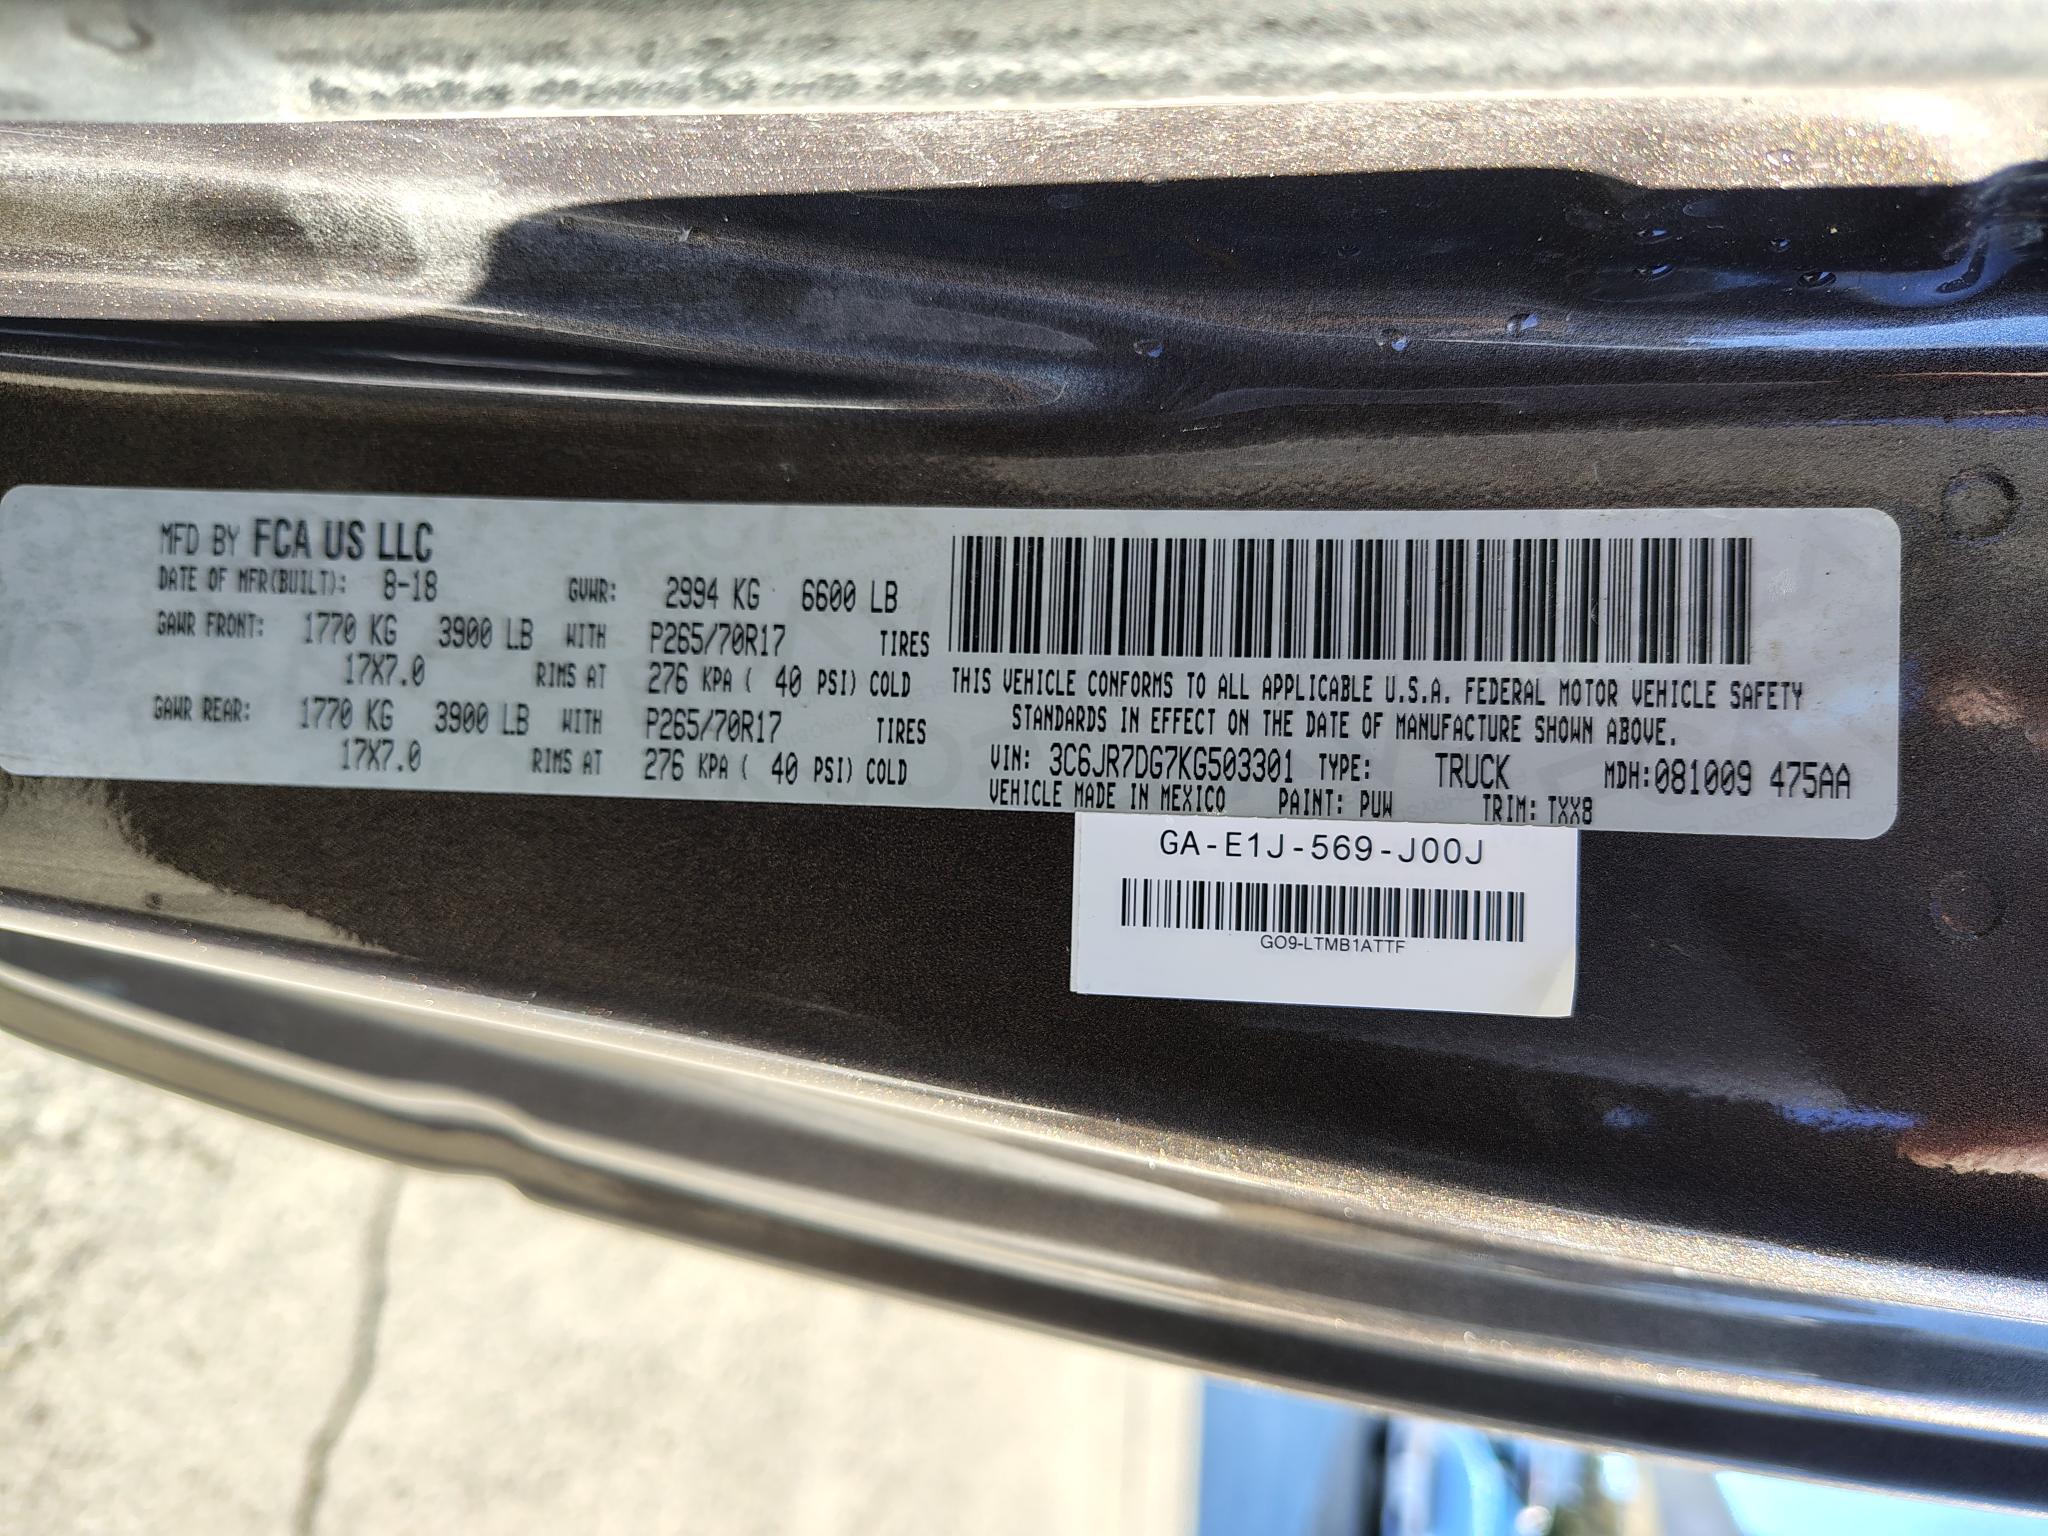 MFD BY FCA US LLC
DATE OF MFR(BUILT): 8-18 GVWR: 2994 KG 6600 LB
GAWR FRONT: 1770 KG 3900 LB WITH P265/70R17 TIRES
17X7.0 RIMS AT 276 KPA ( 40 PSI) COLD
GAWR REAR: 1770 KG 3900 LB WITH P265/70R17 TIRES
17X7.0 RIMS AT 276 KPA ( 40 PSI) COLD
THIS VEHICLE CONFORMS TO ALL APPLICABLE U.S.A. FEDERAL MOTOR VEHICLE SAFETY
STANDARDS IN EFFECT ON THE DATE OF MANUFACTURE SHOWN ABOVE.
VIN: 3C6JR7DG7KG503301 TYPE: TRUCK MDH:081009 475AA
VEHICLE MADE IN MEXICO PAINT: PUW TRIM: TXX8
GA-E1J-569-J00J
GO9-LTMB1ATTF